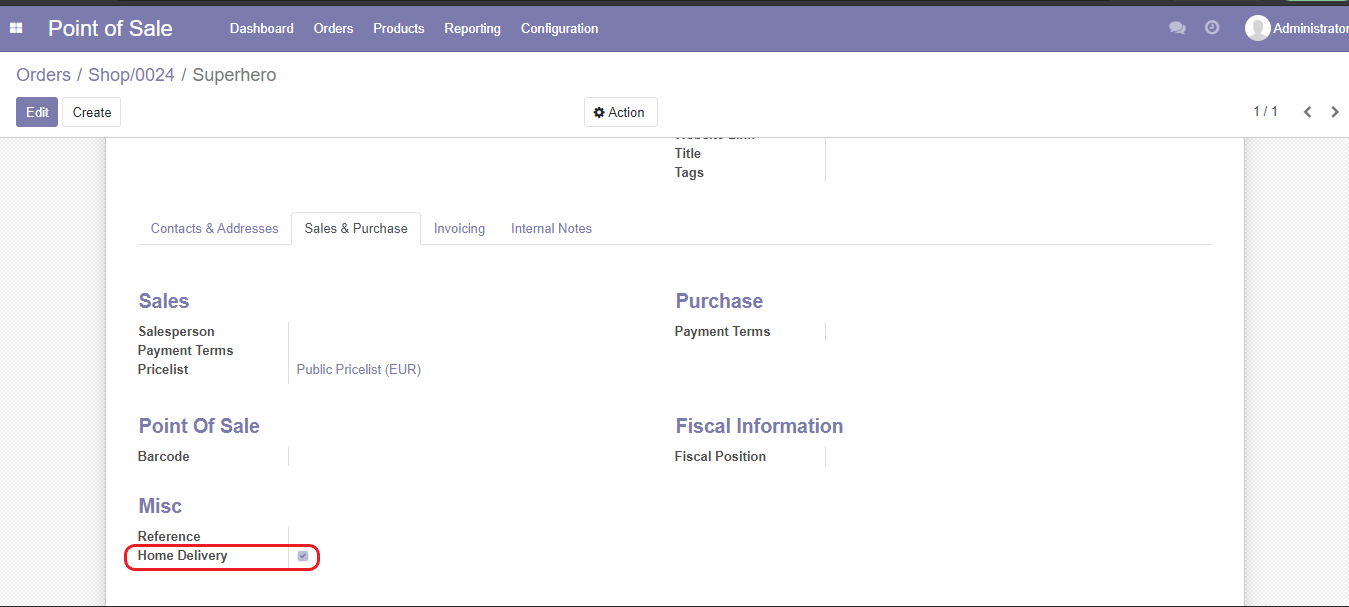 Point of Sale Dashboard Orders Products Reporting Configuration Administrator
Orders / Shop/0024 / Superhero
Edit Create Action 1 / 1
Title
Tags
Contacts & Addresses Sales & Purchase Invoicing Internal Notes
Sales Purchase
Salesperson Payment Terms
Payment Terms
Pricelist Public Pricelist (EUR)
Point Of Sale Fiscal Information
Barcode Fiscal Position
Misc
Reference
Home Delivery